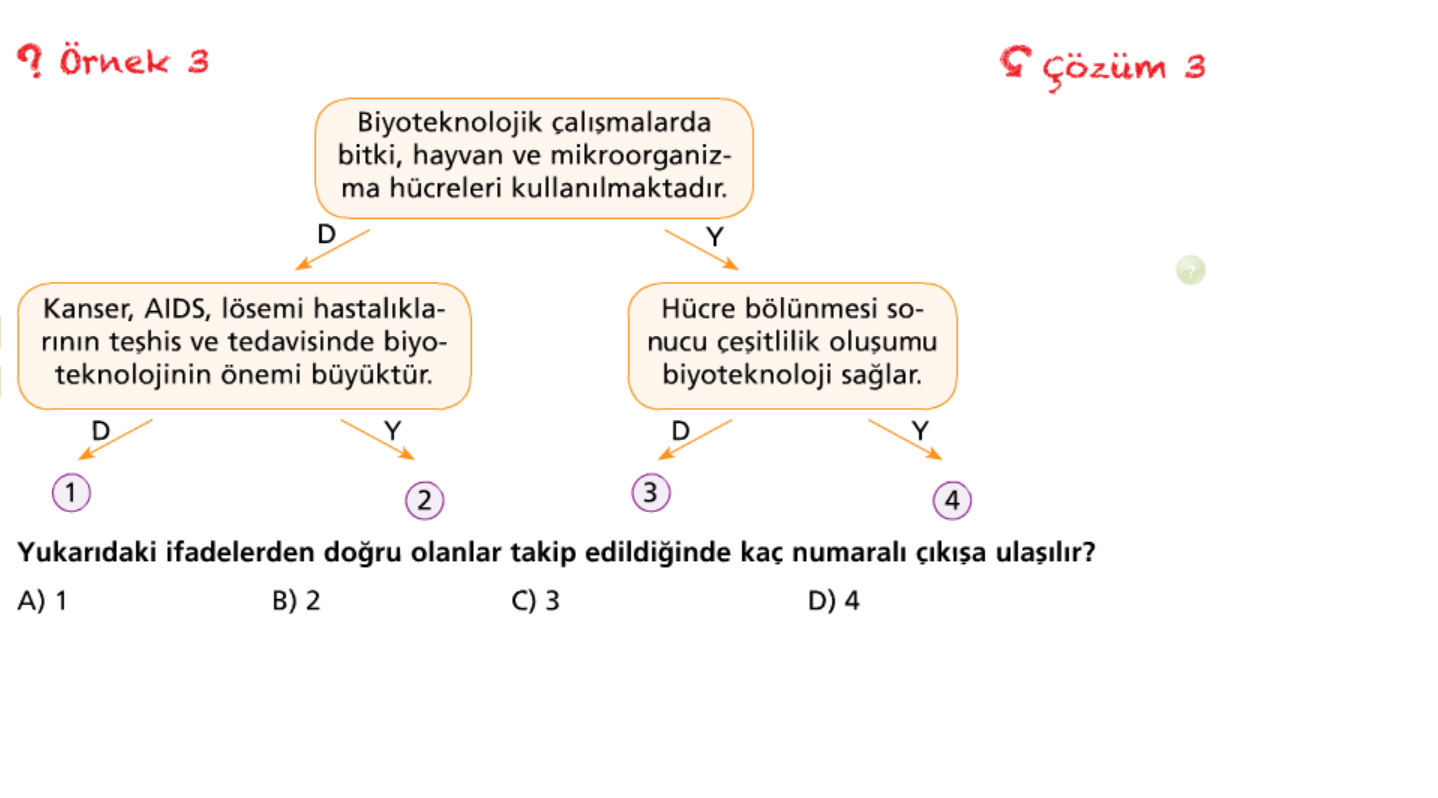 ? Örnek 3
Çözüm 3
Biyoteknolojik çalışmalarda
bitki, hayvan ve mikroorganiz-
ma hücreleri kullanılmaktadır.
D
Y
Kanser, AIDS, lösemi hastalıkla-
rının teşhis ve tedavisinde biyo-
teknolojinin önemi büyüktür.
Hücre bölünmesi so-
nucu çeşitlilik oluşumu
biyoteknoloji sağlar.
?
D
Y
D
Y
1
2
3
4
Yukarıdaki ifadelerden doğru olanlar takip edildiğinde kaç numaralı çıkışa ulaşılır?
A) 1 B) 2 C) 3 D) 4